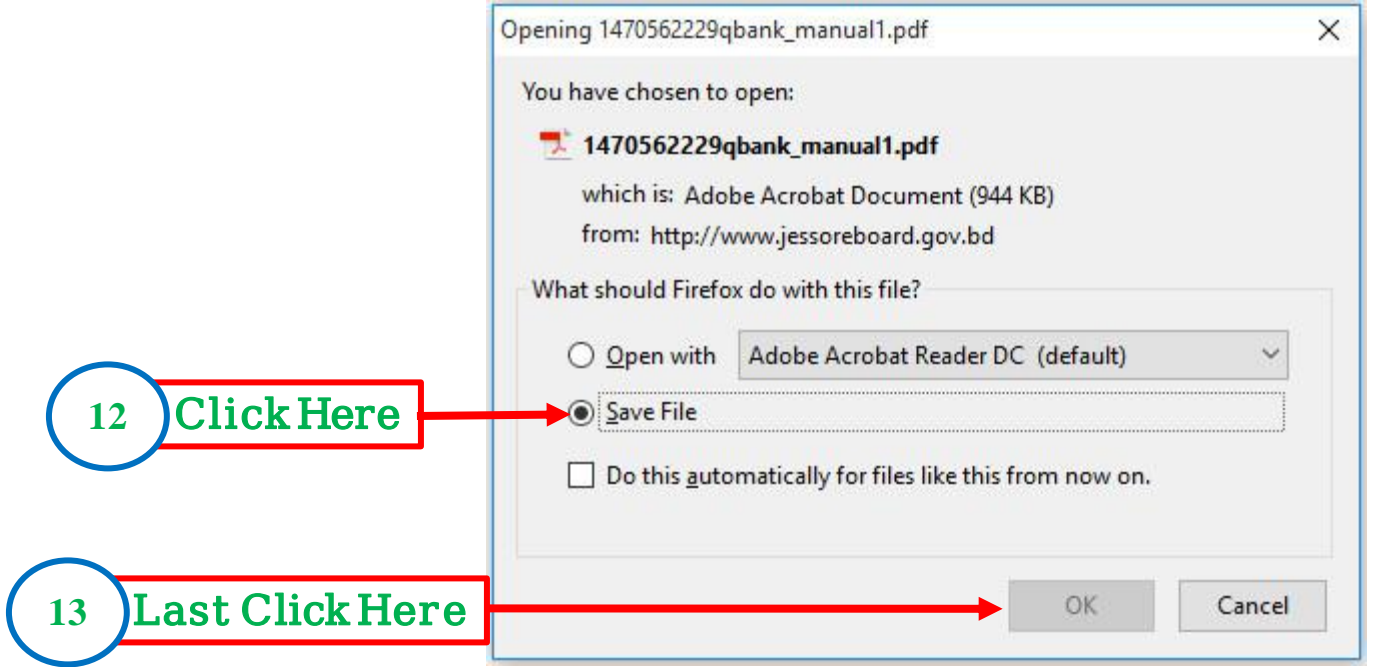 Opening 1470562229qbank_manual1.pdf
You have chosen to open:
1470562229qbank_manual1.pdf
which is: Adobe Acrobat Document (944 KB)
from: http://www.jessoreboard.gov.bd
What should Firefox do with this file?
Open with Adobe Acrobat Reader DC (default)
12 Click Here
Save File
Do this automatically for files like this from now on.
13 Last Click Here
OK Cancel